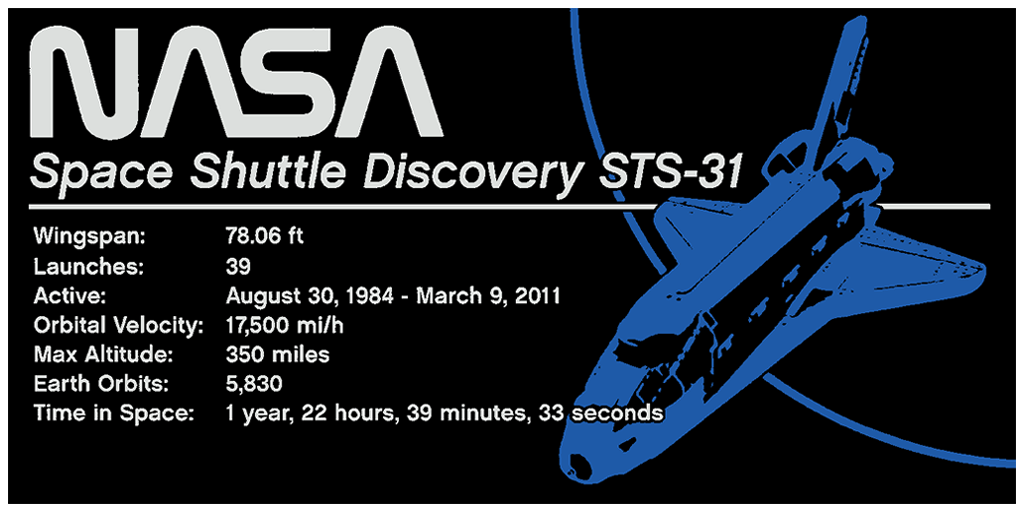 NASA
Space Shuttle Discovery STS-31
Wingspan: 78.06 ft
Launches: 39
Active: August 30, 1984 - March 9, 2011
Orbital Velocity: 17,500 mi/h
Max Altitude: 350 miles
Earth Orbits: 5,830
Time in Space: 1 year, 22 hours, 39 minutes, 33 seconds